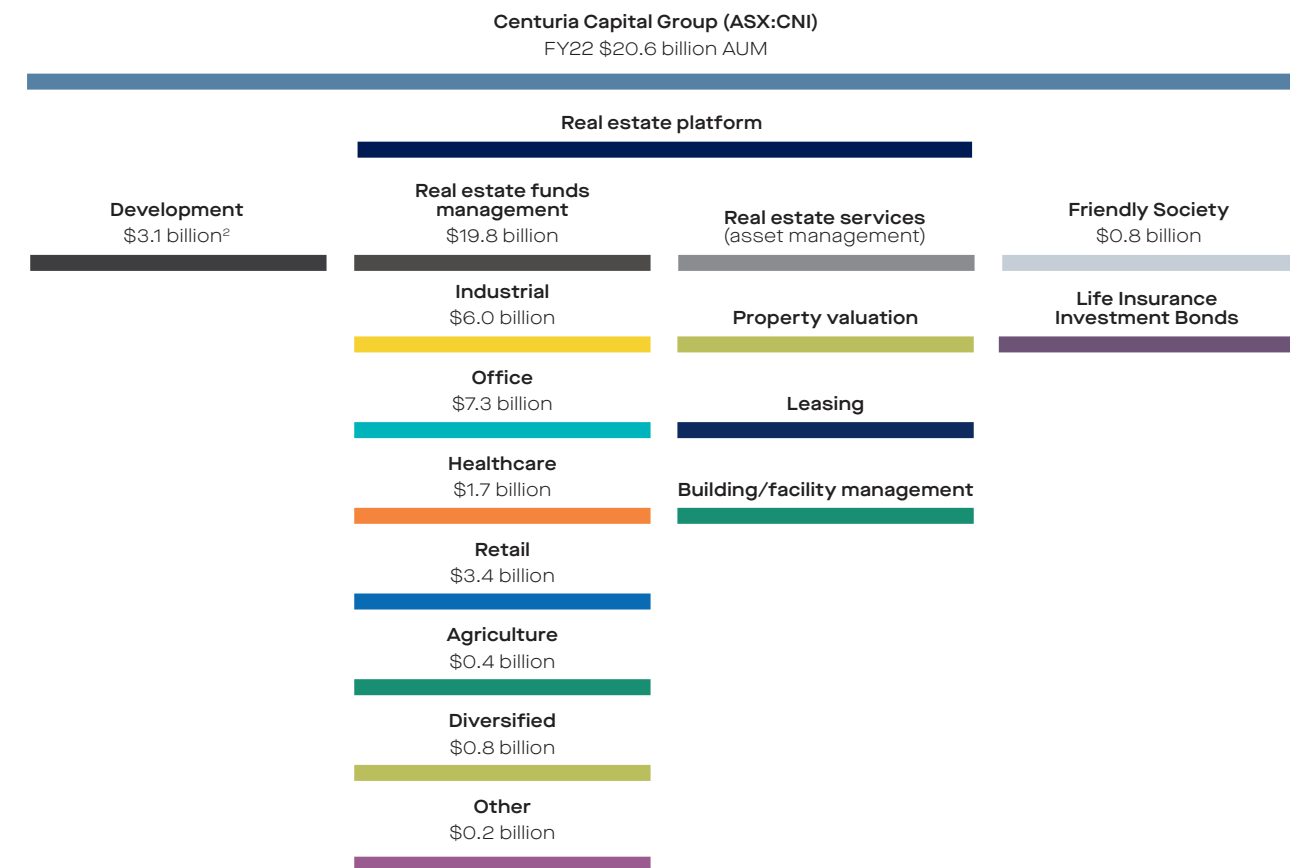 Centuria Capital Group (ASX:CNI)
FY22 $20.6 billion AUM
Real estate platform
Development
$3.1 billion²
Real estate funds
management
$19.8 billion
Real estate services
(asset management)
Friendly Society
$0.8 billion
Industrial
$6.0 billion
Property valuation
Life Insurance
Investment Bonds
Office
$7.3 billion
Leasing
Healthcare
$1.7 billion
Building/facility management
Retail
$3.4 billion
Agriculture
$0.4 billion
Diversified
$0.8 billion
Other
$0.2 billion